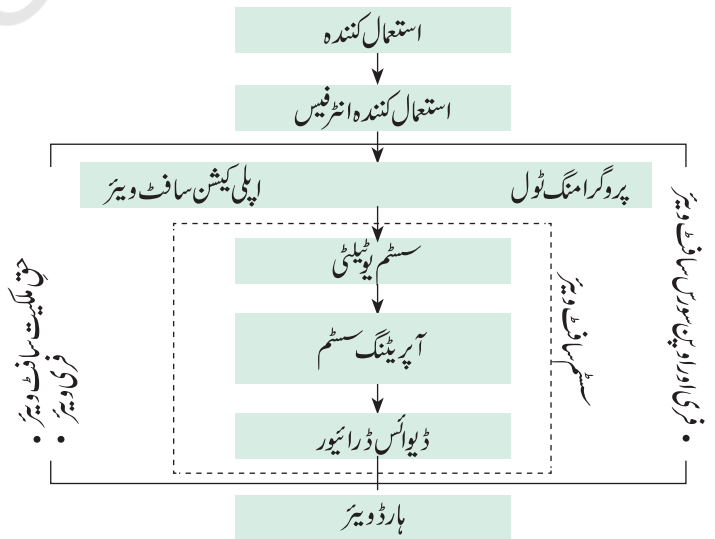 استعمال کنندہ
استعمال کنندہ انٹرفیس
پروگرامنگ ٹول
اپلی کیشن سافٹ ویئر
سسٹم یوٹیلٹی
آپریٹنگ سسٹم
ڈیوائس ڈرائیور
ہارڈ ویئر
سسٹم سافٹ ویئر
• فری اور اوپن سورس سافٹ ویئر
• حق ملکیت سافٹ ویئر
• فری ویئر